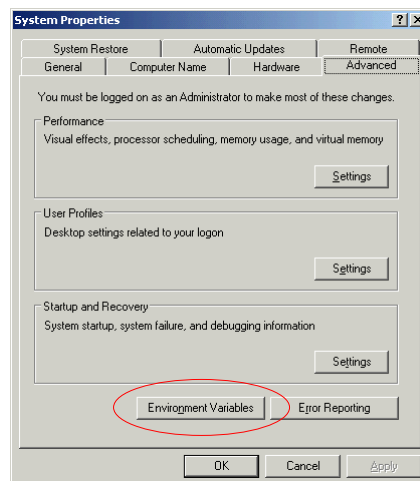 System Properties
System Restore Automatic Updates Remote
General Computer Name Hardware Advanced
You must be logged on as an Administrator to make most of these changes.
Performance
Visual effects, processor scheduling, memory usage, and virtual memory
Settings
User Profiles
Desktop settings related to your logon
Settings
Startup and Recovery
System startup, system failure, and debugging information
Settings
Environment Variables Error Reporting
OK Cancel Apply